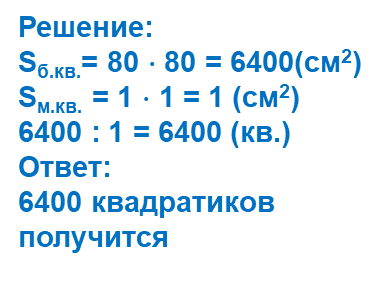 Решение:
Sб.кв.= 80 · 80 = 6400(см²)
Sм.кв. = 1 · 1 = 1 (см²)
6400 : 1 = 6400 (кв.)
Ответ:
6400 квадратиков
получится